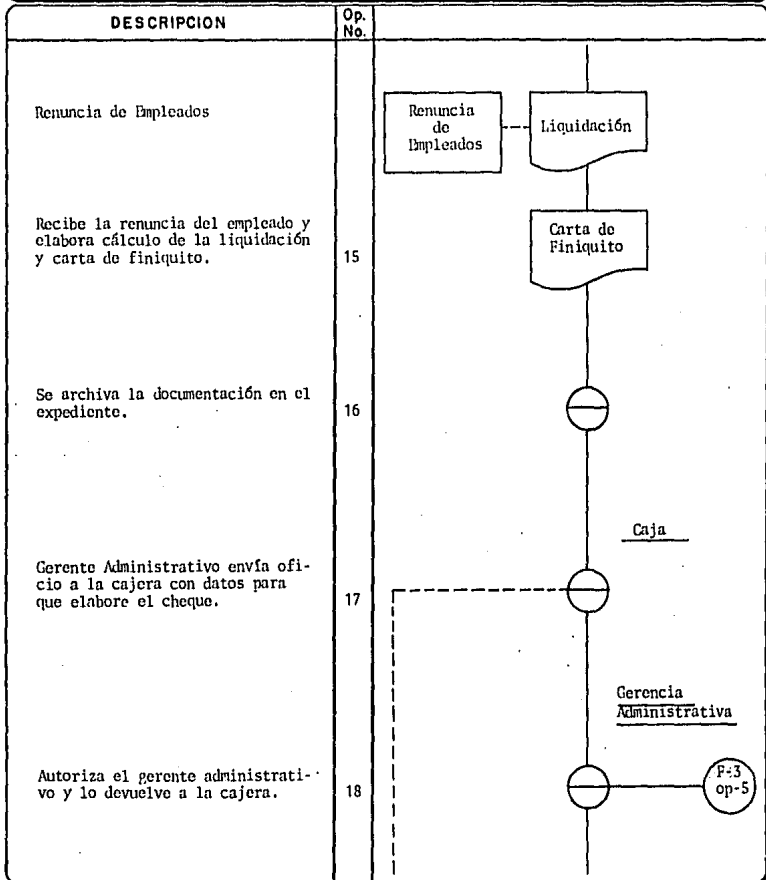 DESCRIPCION
Op.
No.
Renuncia de Empleados
Renuncia
de
Empleados
Liquidación
Recibe la renuncia del empleado y
elabora cálculo de la liquidación
y carta de finiquito.
15
Carta de
Finiquito
Se archiva la documentación en el
expediente.
16
Caja
Gerente Administrativo envía ofi-
cio a la cajera con datos para
que elabore el cheque.
17
Gerencia
Administrativa
Autoriza el gerente administrati-
vo y lo devuelve a la cajera.
18
P-3
op-5